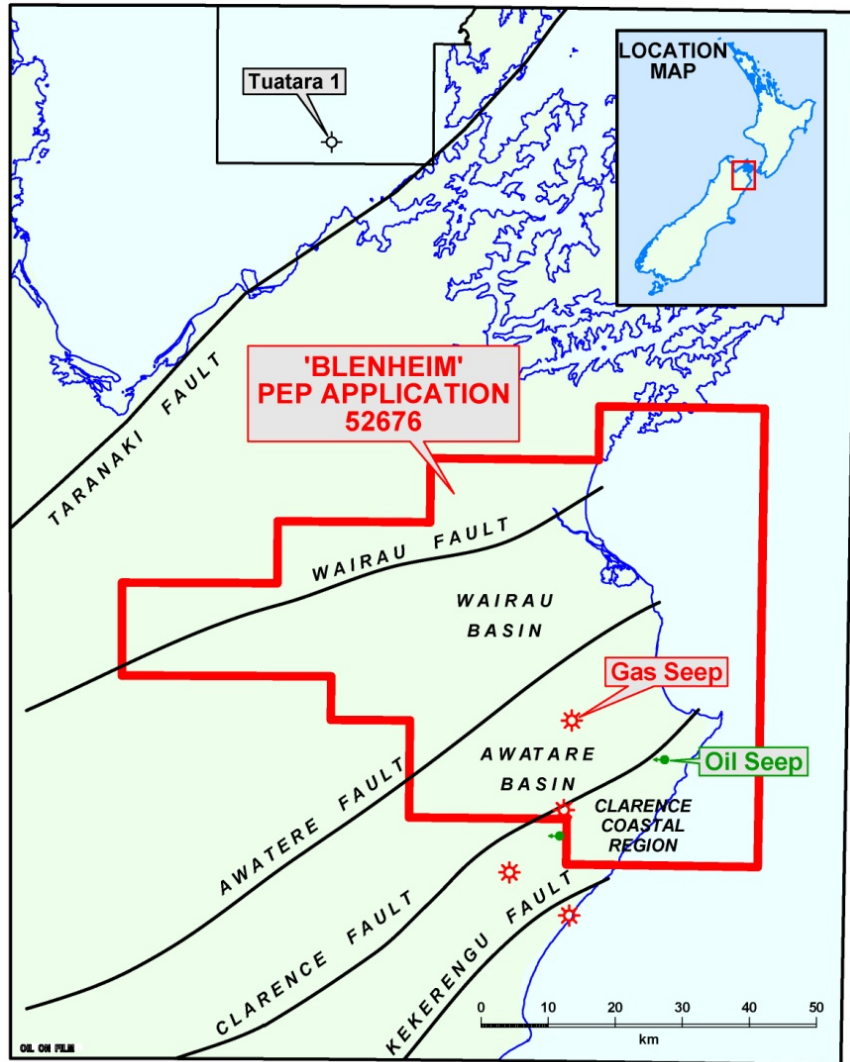 Tuatara 1
LOCATION
MAP
'BLENHEIM'
PEP APPLICATION
52676
TARANAKI FAULT
WAIRAU FAULT
WAIRAU
BASIN
Gas Seep
AWATARE
BASIN
Oil Seep
CLARENCE
COASTAL
REGION
AWATERE FAULT
CLARENCE FAULT
KEKERENGU FAULT
0 10 20 30 40 50
km
OIL ON FILM